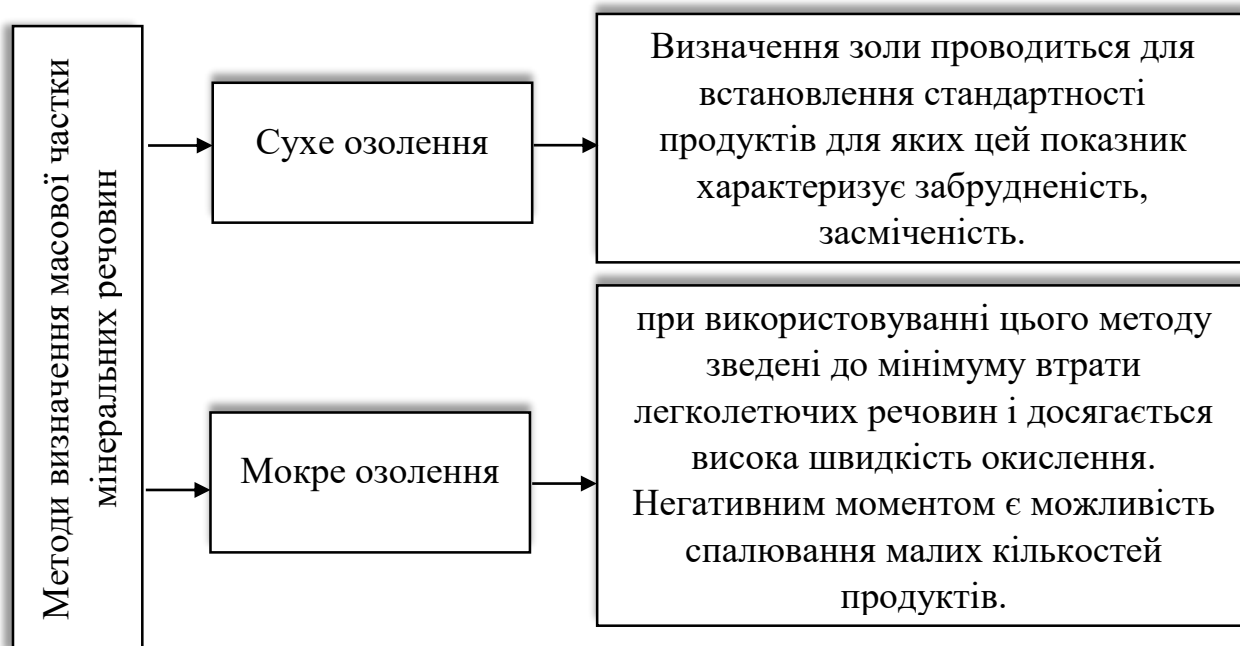 Методи визначення масової частки
мінеральних речовин
Сухе озолення
Визначення золи проводиться для
встановлення стандартності
продуктів для яких цей показник
характеризує забрудненість,
засміченість.
Мокре озолення
при використовуванні цього методу
зведені до мінімуму втрати
легколетючих речовин і досягається
висока швидкість окислення.
Негативним моментом є можливість
спалювання малих кількостей
продуктів.